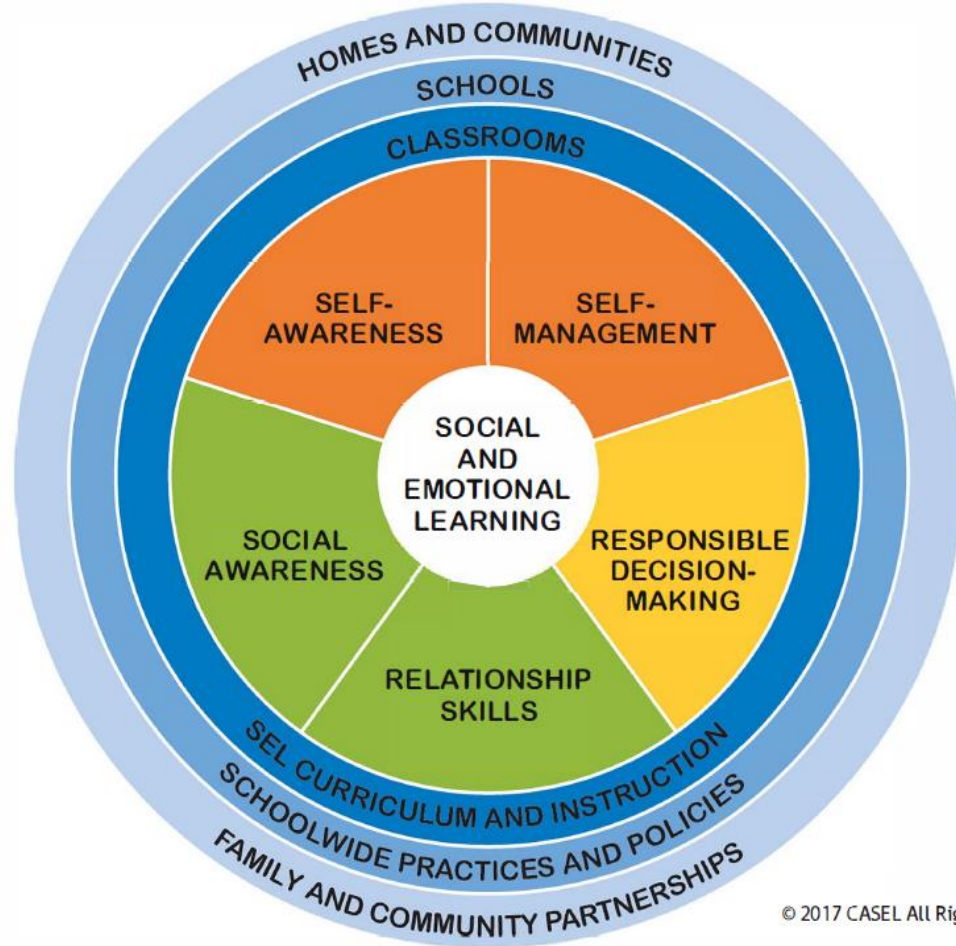 HOMES AND COMMUNITIES
SCHOOLS
CLASSROOMS
SELF-
AWARENESS
SELF-
MANAGEMENT
SOCIAL
AND
EMOTIONAL
LEARNING
SOCIAL
AWARENESS
RESPONSIBLE
DECISION-
MAKING
RELATIONSHIP
SKILLS
SEL CURRICULUM AND INSTRUCTION
SCHOOLWIDE PRACTICES AND POLICIES
FAMILY AND COMMUNITY PARTNERSHIPS
© 2017 CASEL All Rig